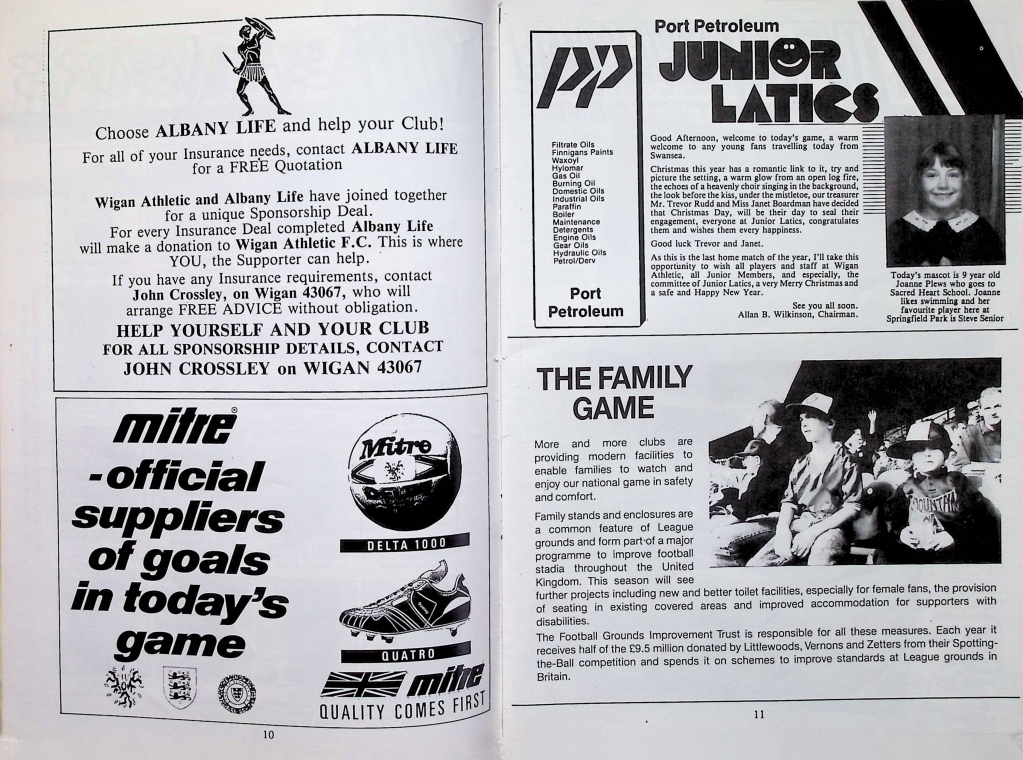 Choose ALBANY LIFE and help your Club!
For all of your Insurance needs, contact ALBANY LIFE
for a FREE Quotation
Wigan Athletic and Albany Life have joined together
for a unique Sponsorship Deal.
For every Insurance Deal completed Albany Life
will make a donation to Wigan Athletic F.C. This is where
YOU, the Supporter can help.
If you have any Insurance requirements, contact
John Crossley, on Wigan 43067, who will
arrange FREE ADVICE without obligation.
HELP YOURSELF AND YOUR CLUB
FOR ALL SPONSORSHIP DETAILS, CONTACT
JOHN CROSSLEY on WIGAN 43067
mitre®
- official
suppliers
of goals
in today's
game
Mitre
DELTA
DELTA 1000
QUATRO
mitre
QUALITY COMES FIRST
10
Port Petroleum
JUNIOR
LATICS
pp
Filtrate Oils
Finnigans Paints
Waxoyl
Hylomar
Gas Oil
Burning Oil
Domestic Oils
Industrial Oils
Paraffin
Boiler
Maintenance
Detergents
Engine Oils
Gear Oils
Hydraulic Oils
Petrol/Derv
Port
Petroleum
Good Afternoon, welcome to today's game, a warm
welcome to any young fans travelling today from
Swansea.
Christmas this year has a romantic link to it, try and
picture the setting, a warm glow from an open log fire,
the echoes of a heavenly choir singing in the background,
the look before the kiss, under the mistletoe, our treasurer
Mr. Trevor Rudd and Miss Janet Boardman have decided
that Christmas Day, will be their day to seal their
engagement, everyone at Junior Latics, congratulates
them and wishes them every happiness.
Good luck Trevor and Janet.
As this is the last home match of the year, I'll take this
opportunity to wish all players and staff at Wigan
Athletic, all Junior Members, and especially, the
committee of Junior Latics, a very Merry Christmas and
a safe and Happy New Year.
See you all soon.
Allan B. Wilkinson, Chairman.
Today's mascot is 9 year old
Joanne Plews who goes to
Sacred Heart School. Joanne
likes swimming and her
favourite player here at
Springfield Park is Steve Senior
THE FAMILY
GAME
More and more clubs are
providing modern facilities to
enable families to watch and
enjoy our national game in safety
and comfort.
Family stands and enclosures are
a common feature of League
grounds and form part of a major
programme to improve football
stadia throughout the United
Kingdom. This season will see
further projects including new and better toilet facilities, especially for female fans, the provision
of seating in existing covered areas and improved accommodation for supporters with
disabilities.
The Football Grounds Improvement Trust is responsible for all these measures. Each year it
receives half of the £9.5 million donated by Littlewoods, Vernons and Zetters from their Spotting-
the-Ball competition and spends it on schemes to improve standards at League grounds in
Britain.
MOUNTAIN
11